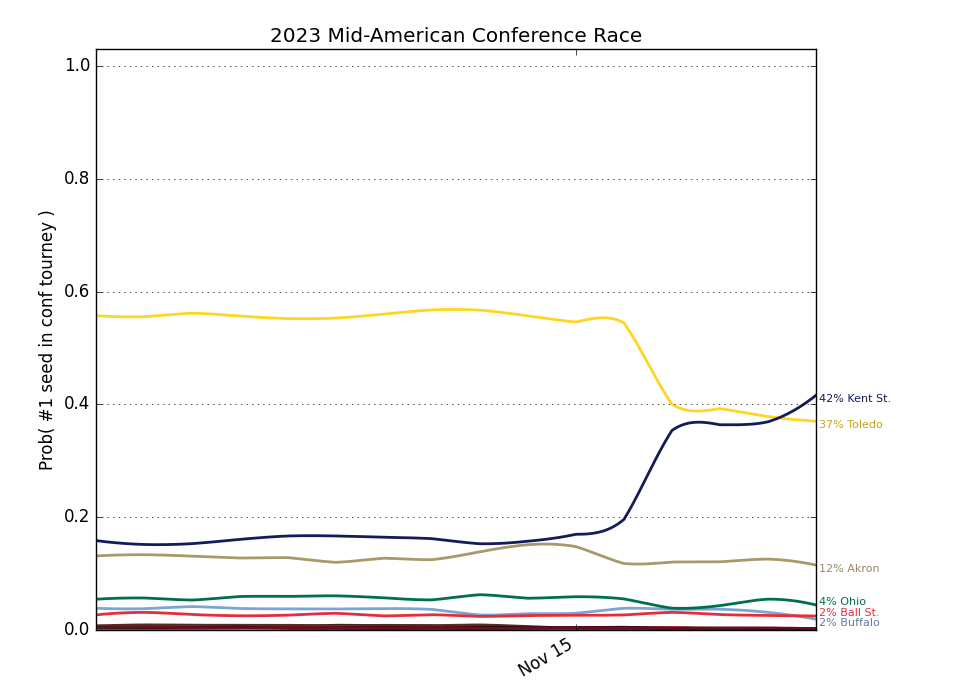 2023 Mid-American Conference Race
Prob( #1 seed in conf tourney )
1.0
0.8
0.6
0.4
0.2
0.0
Nov 15
42% Kent St.
37% Toledo
12% Akron
4% Ohio
2% Ball St.
2% Buffalo